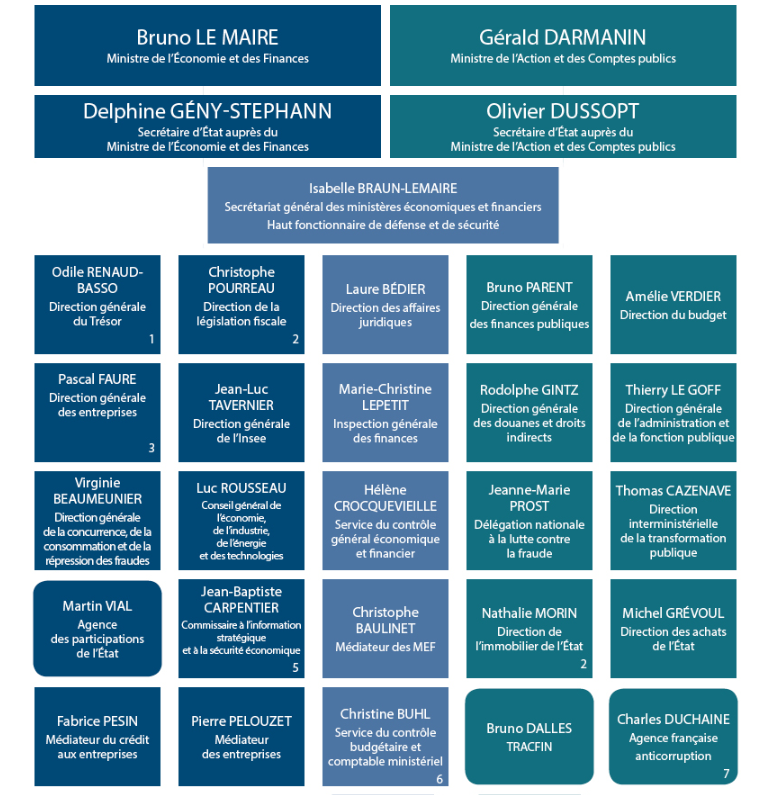 Bruno LE MAIRE
Ministre de l'Économie et des Finances
Gérald DARMANIN
Ministre de l'Action et des Comptes publics
Delphine GÉNY-STEPHANN
Secrétaire d'État auprès du
Ministre de l'Économie et des Finances
Olivier DUSSOPT
Secrétaire d'État auprès du
Ministre de l'Action et des Comptes publics
Isabelle BRAUN-LEMAIRE
Secrétariat général des ministères économiques et financiers
Haut fonctionnaire de défense et de sécurité
Odile RENAUD-
BASSO
Direction générale
du Trésor
1
Christophe
POURREAU
Direction de la
législation fiscale
2
Laure BÉDIER
Direction des affaires
juridiques
Bruno PARENT
Direction générale
des finances publiques
Amélie VERDIER
Direction du budget
Pascal FAURE
Direction générale
des entreprises
3
Jean-Luc
TAVERNIER
Direction générale
de l'Insee
Marie-Christine
LEPETIT
Inspection générale
des finances
Rodolphe GINTZ
Direction générale
des douanes et droits
indirects
Thierry LE GOFF
Direction générale
de l'administration et
de la fonction publique
Virginie
BEAUMEUNIER
Direction générale
de la concurrence, de la
consommation et de la
répression des fraudes
Luc ROUSSEAU
Conseil général de
l'économie,
de l'industrie,
de l'énergie
et des technologies
Hélène
CROCQUEVIEILLE
Service du contrôle
général économique
et financier
Jeanne-Marie
PROST
Délégation nationale
à la lutte contre
la fraude
Thomas CAZENAVE
Direction
interministérielle
de la transformation
publique
Martin VIAL
Agence
des participations
de l'État
Jean-Baptiste
CARPENTIER
Commissaire à l'information
stratégique
et à la sécurité économique
5
Christophe
BAULINET
Médiateur des MEF
Nathalie MORIN
Direction de
l'immobilier de l'État
2
Michel GRÉVOUL
Direction des achats
de l'État
Fabrice PESIN
Médiateur du crédit
aux entreprises
Pierre PELOUZET
Médiateur
des entreprises
Christine BUHL
Service du contrôle
budgétaire et
comptable ministériel
6
Bruno DALLES
TRACFIN
Charles DUCHAINE
Agence française
anticorruption
7